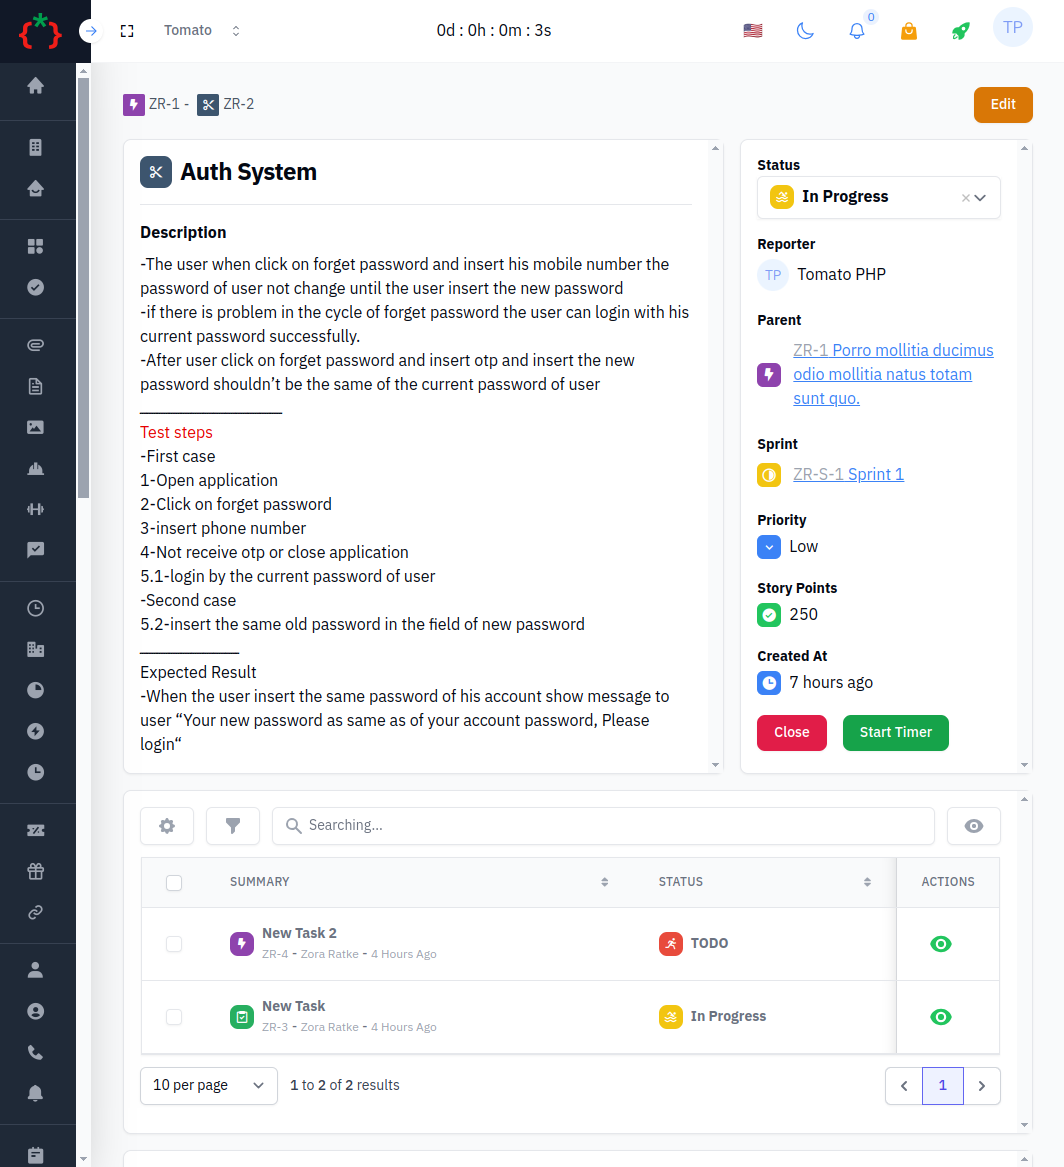 Tomato
0d : 0h : 0m : 3s
0
TP
ZR-1 - ZR-2
Edit
Auth System
Description
-The user when click on forget password and insert his mobile number the
password of user not change until the user insert the new password
-if there is problem in the cycle of forget password the user can login with his
current password successfully.
-After user click on forget password and insert otp and insert the new
password shouldn’t be the same of the current password of user
___________________
Test steps
-First case
1-Open application
2-Click on forget password
3-insert phone number
4-Not receive otp or close application
5.1-login by the current password of user
-Second case
5.2-insert the same old password in the field of new password
_____________
Expected Result
-When the user insert the same password of his account show message to
user “Your new password as same as of your account password, Please
login“
Status
In Progress
Reporter
TP Tomato PHP
Parent
ZR-1 Porro mollitia ducimus
odio mollitia natus totam
sunt quo.
Sprint
ZR-S-1 Sprint 1
Priority
Low
Story Points
250
Created At
7 hours ago
Close Start Timer
Searching...
SUMMARY STATUS ACTIONS
New Task 2
ZR-4 - Zora Ratke - 4 Hours Ago
TODO
New Task
ZR-3 - Zora Ratke - 4 Hours Ago
In Progress
10 per page 1 to 2 of 2 results 1